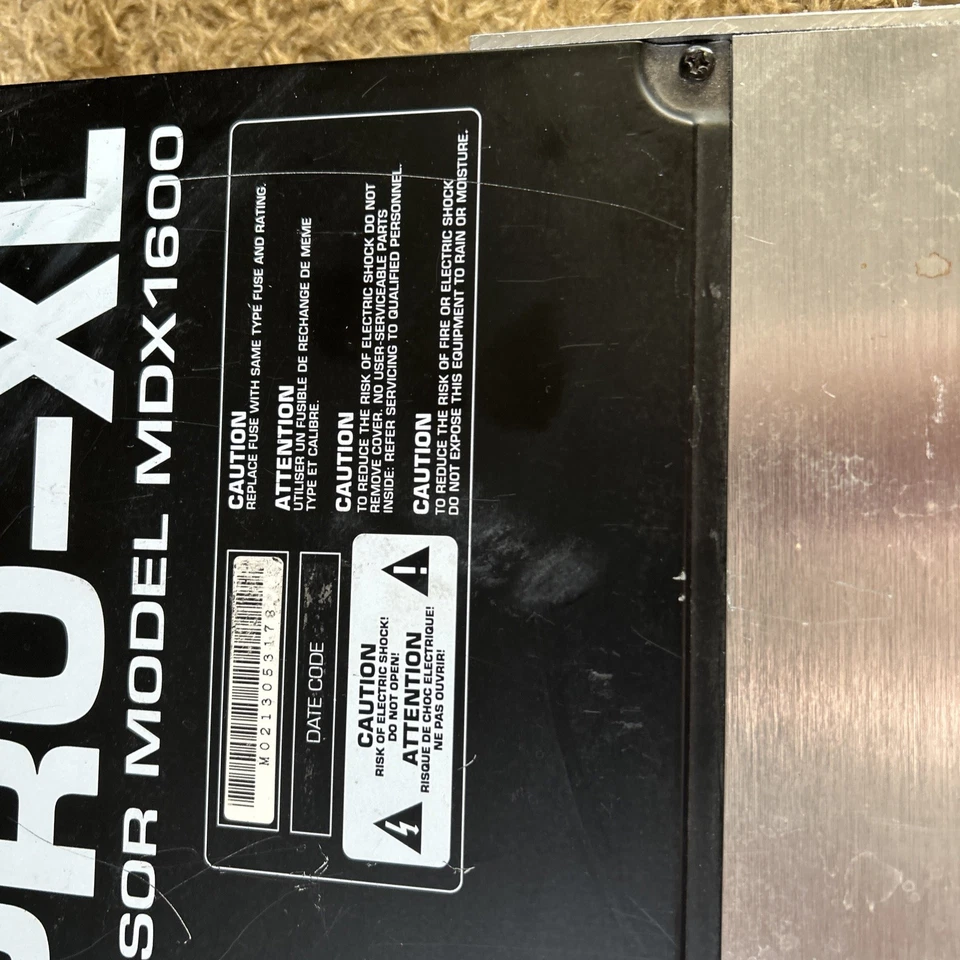 PRO-XL
SOR MODEL MDX1600
M0213053178
DATE CODE
CAUTION
RISK OF ELECTRIC SHOCK!
DO NOT OPEN!
ATTENTION
RISQUE DE CHOC ELECTRIQUE!
NE PAS OUVRIR!
CAUTION
REPLACE FUSE WITH SAME TYPE FUSE AND RATING.
ATTENTION
UTILISER UN FUSIBLE DE RECHANGE DE MEME
TYPE ET CALIBRE.
CAUTION
TO REDUCE THE RISK OF ELECTRIC SHOCK DO NOT
REMOVE COVER. NO USER-SERVICEABLE PARTS
INSIDE: REFER SERVICING TO QUALIFIED PERSONNEL.
CAUTION
TO REDUCE THE RISK OF FIRE OR ELECTRIC SHOCK
DO NOT EXPOSE THIS EQUIPMENT TO RAIN OR MOISTURE.